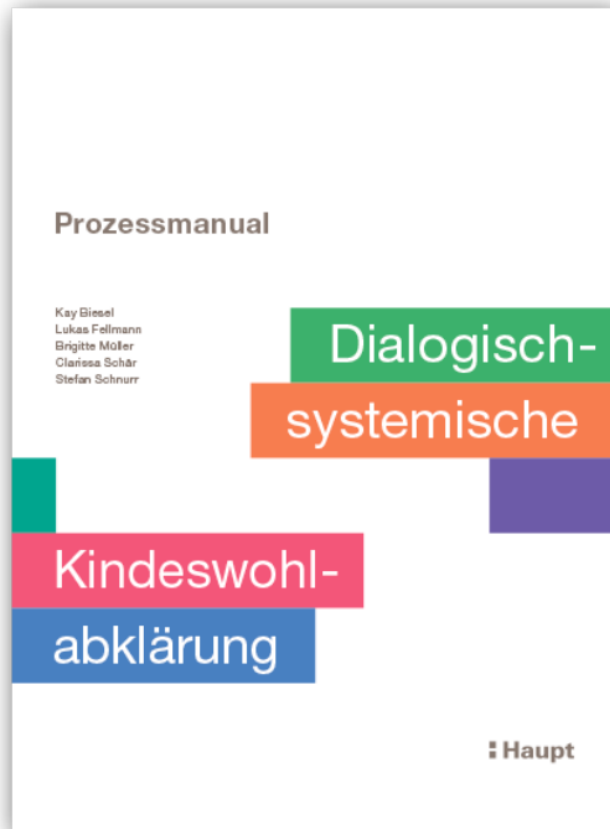 Prozessmanual
Kay Biesel
Lukas Fellmann
Brigitte Müller
Clarissa Schär
Stefan Schnurr
Dialogisch-
systemische
Kindeswohl-
abklärung
Haupt